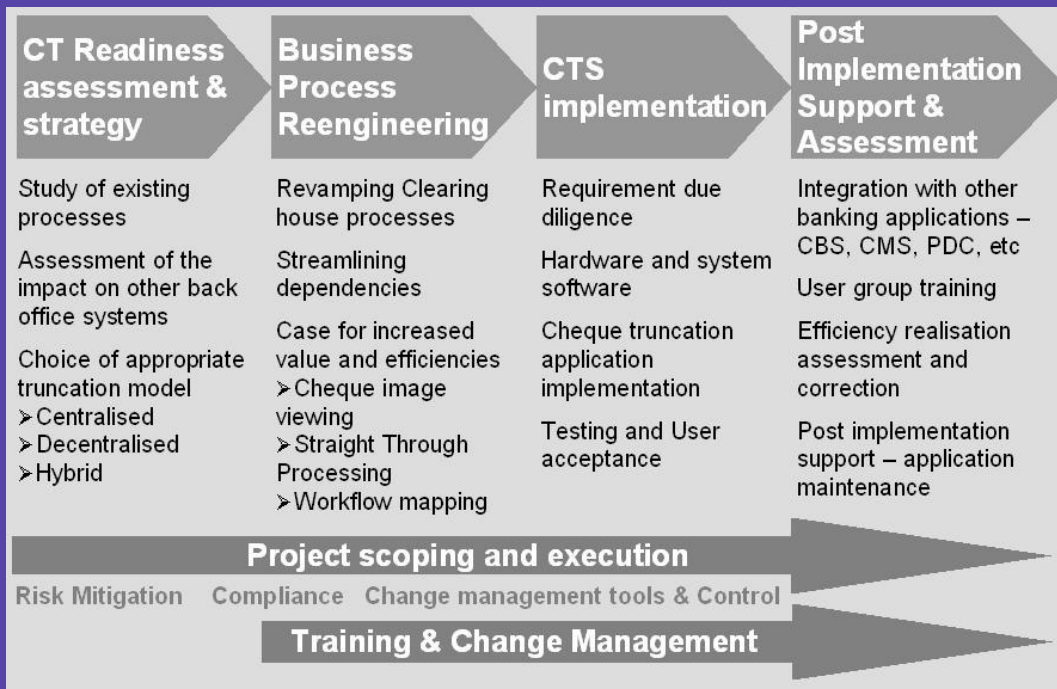 CT Readiness
assessment &
strategy
Business
Process
Reengineering
CTS
implementation
Post
Implementation
Support &
Assessment
Study of existing
processes
Assessment of the
impact on other back
office systems
Choice of appropriate
truncation model
➢Centralised
➢Decentralised
➢Hybrid
Revamping Clearing
house processes
Streamlining
dependencies
Case for increased
value and efficiencies
➢Cheque image
viewing
➢Straight Through
Processing
➢Workflow mapping
Requirement due
diligence
Hardware and system
software
Cheque truncation
application
implementation
Testing and User
acceptance
Integration with other
banking applications –
CBS, CMS, PDC, etc
User group training
Efficiency realisation
assessment and
correction
Post implementation
support – application
maintenance
Project scoping and execution
Risk Mitigation Compliance Change management tools & Control
Training & Change Management